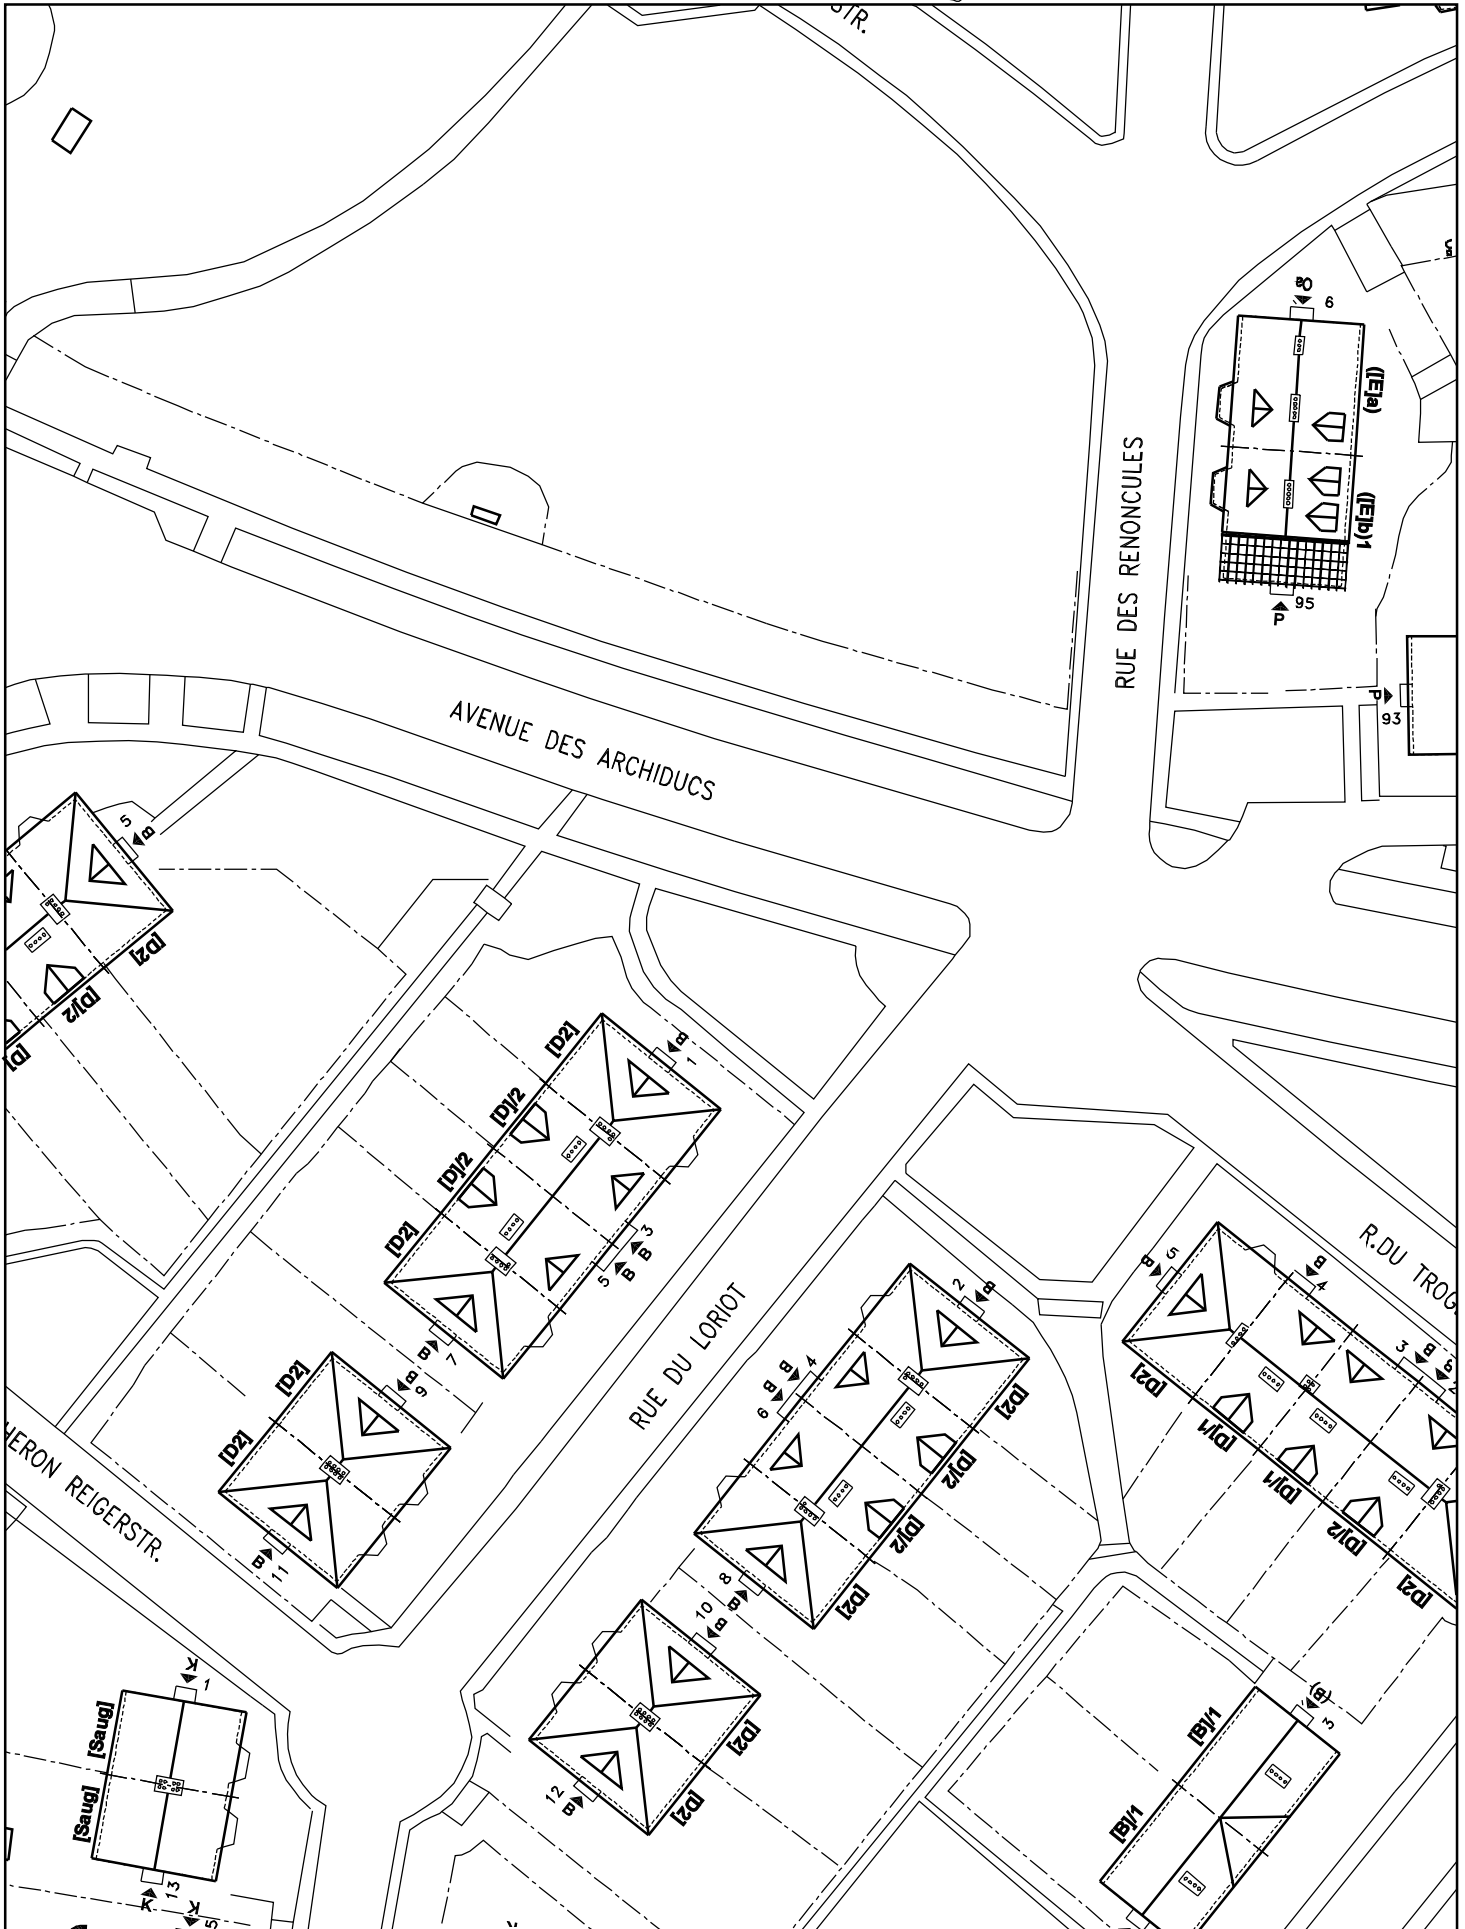 STR.
Ca
6
([E]a)
([E]b)1
95
P
P
93
RUE DES RENONCULES
AVENUE DES ARCHIDUCS
5
B
[D2]
[D]/2
[D]
[D2]
B
1
[D]/2
[D]/2
[D2]
3
B
B
5
B
7
[D2]
B
9
[D2]
B
11
HERON REIGERSTR.
RUE DU LORIOT
R.DU TROG
2
B
4
B
B
6
[D2]
[D]/2
[D]/2
[D2]
8
B
10
B
[D2]
[D2]
12
B
5
B
B
4
3
B
[D2]
[D]/1
[D]/1
[D]/2
[D2]
(B)
3
[B]/1
[B]/1
K
1
[Saug]
[Saug]
13
K
K